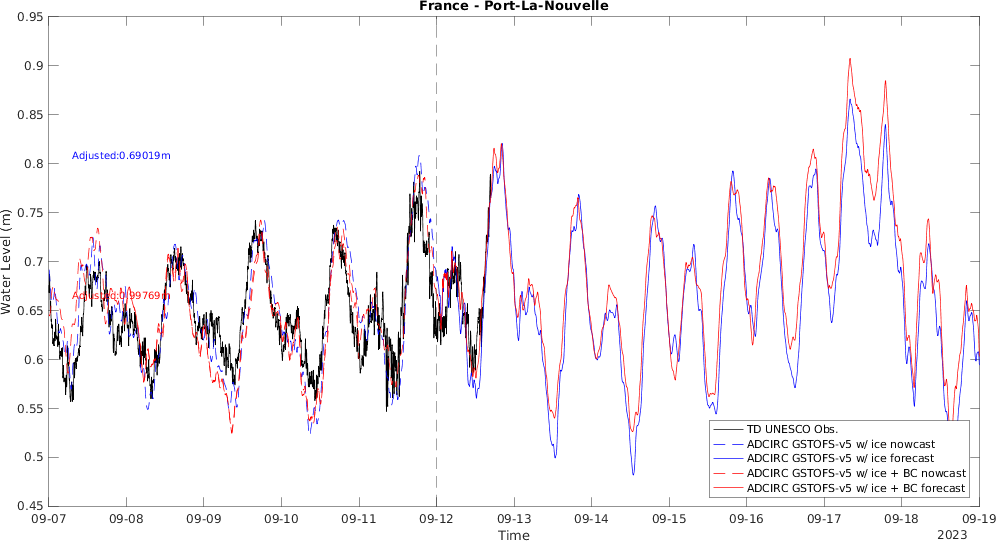 France - Port-La-Nouvelle
Water Level (m)
0.95
0.9
0.85
0.8
0.75
0.7
0.65
0.6
0.55
0.5
0.45
Adjusted:0.69019m
Adjusted:0.99769m
TD UNESCO Obs.
ADCIRC GSTOFS-v5 w/ ice nowcast
ADCIRC GSTOFS-v5 w/ ice forecast
ADCIRC GSTOFS-v5 w/ ice + BC nowcast
ADCIRC GSTOFS-v5 w/ ice + BC forecast
09-07 09-08 09-09 09-10 09-11 09-12 09-13 09-14 09-15 09-16 09-17 09-18 09-19
Time
2023